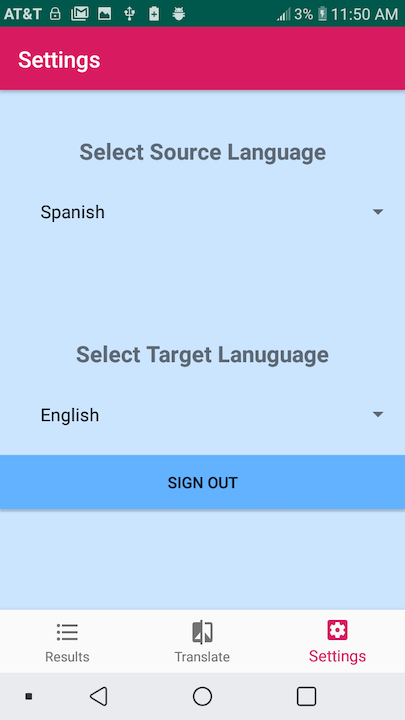 AT&T 3% 11:50 AM
Settings
Select Source Language
Spanish
Select Target Lanuguage
English
SIGN OUT
Results Translate Settings